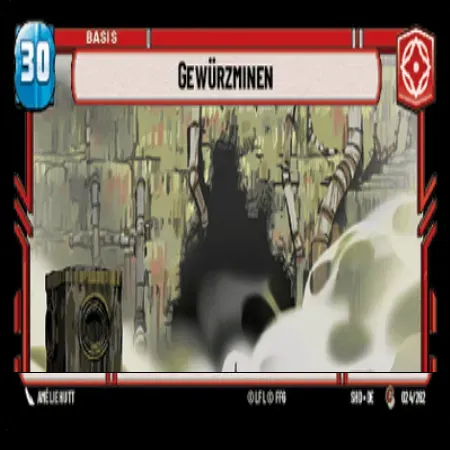 BASIS
30
GEWÜRZMINEN
AMÉLIE HUTT
© LFL © FFG
SHD • DE
024/262